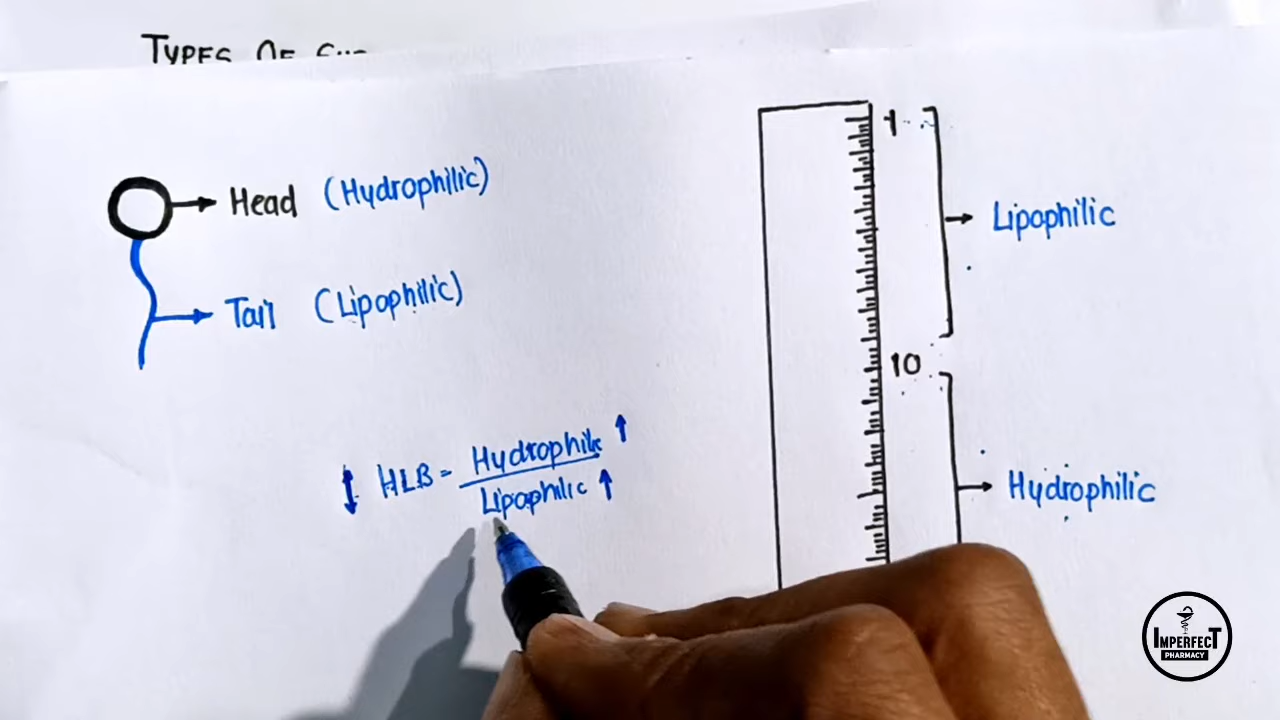 TYPES OF
Head (Hydrophilic)
Tail (Lipophilic)
HLB = Hydrophilic
Lipophilic
1
Lipophilic
10
Hydrophilic
IMPERFECT
PHARMACY